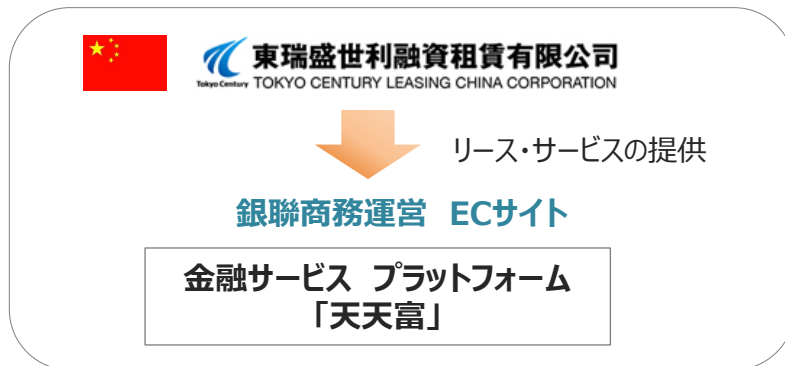 東瑞盛世利融資租賃有限公司
Tokyo Century TOKYO CENTURY LEASING CHINA CORPORATION
リース・サービスの提供
銀聯商務運営 ECサイト
金融サービス プラットフォーム
「天天富」